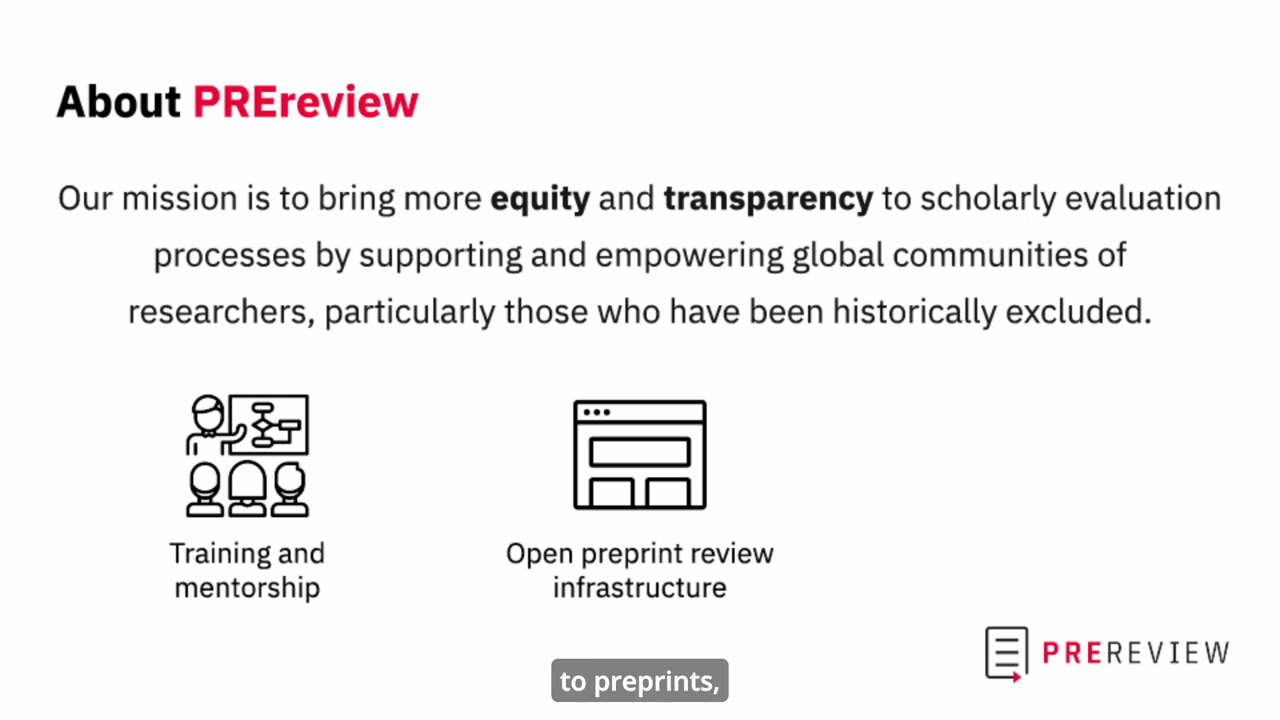 About PREreview
Our mission is to bring more equity and transparency to scholarly evaluation
processes by supporting and empowering global communities of
researchers, particularly those who have been historically excluded.
Training and
mentorship
Open preprint review
infrastructure
PREREVIEW
to preprints,